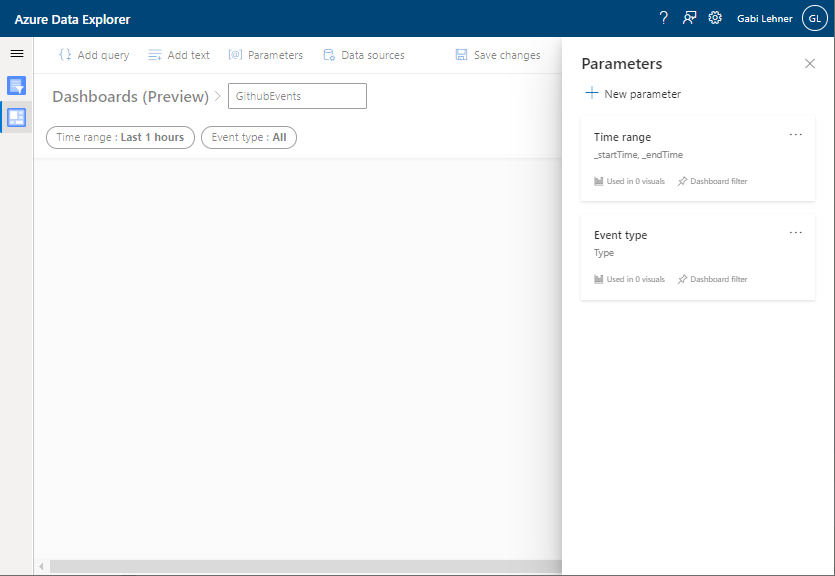 Azure Data Explorer
? Gabi Lehner GL
{} Add query Add text [@] Parameters Data sources Save changes
Dashboards (Preview) > GithubEvents
Time range : Last 1 hours Event type : All
Parameters
+ New parameter
Time range ...
_startTime, _endTime
Used in 0 visuals Dashboard filter
Event type ...
Type
Used in 0 visuals Dashboard filter